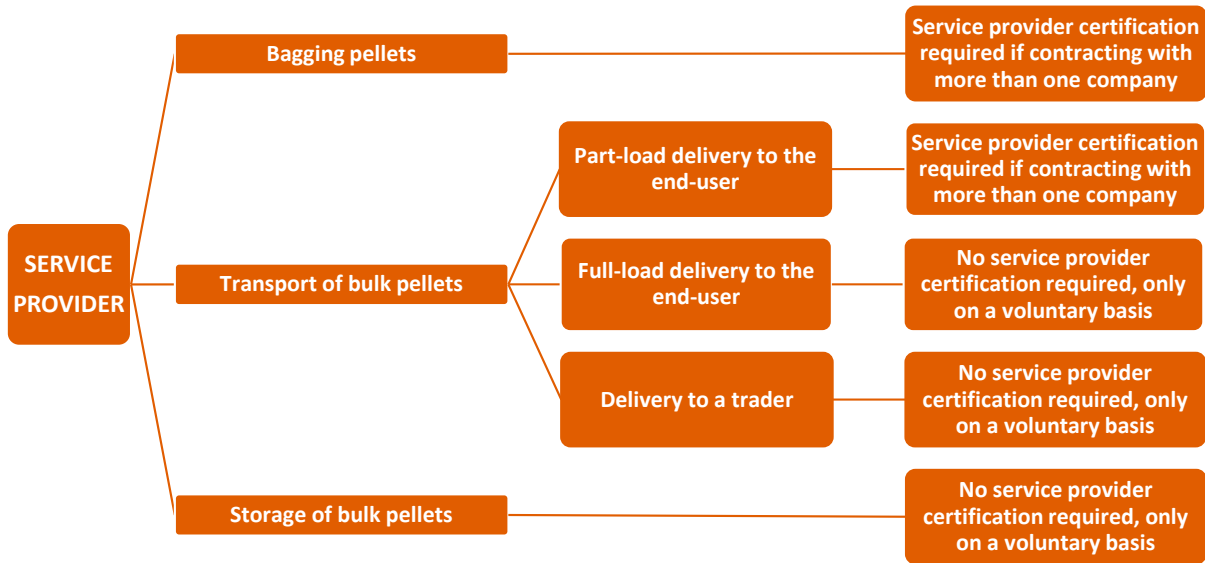 SERVICE
PROVIDER
Bagging pellets
Service provider certification
required if contracting with
more than one company
Transport of bulk pellets
Part-load delivery to the
end-user
Service provider certification
required if contracting with
more than one company
Full-load delivery to the
end-user
No service provider
certification required, only
on a voluntary basis
Delivery to a trader
No service provider
certification required, only
on a voluntary basis
Storage of bulk pellets
No service provider
certification required, only
on a voluntary basis